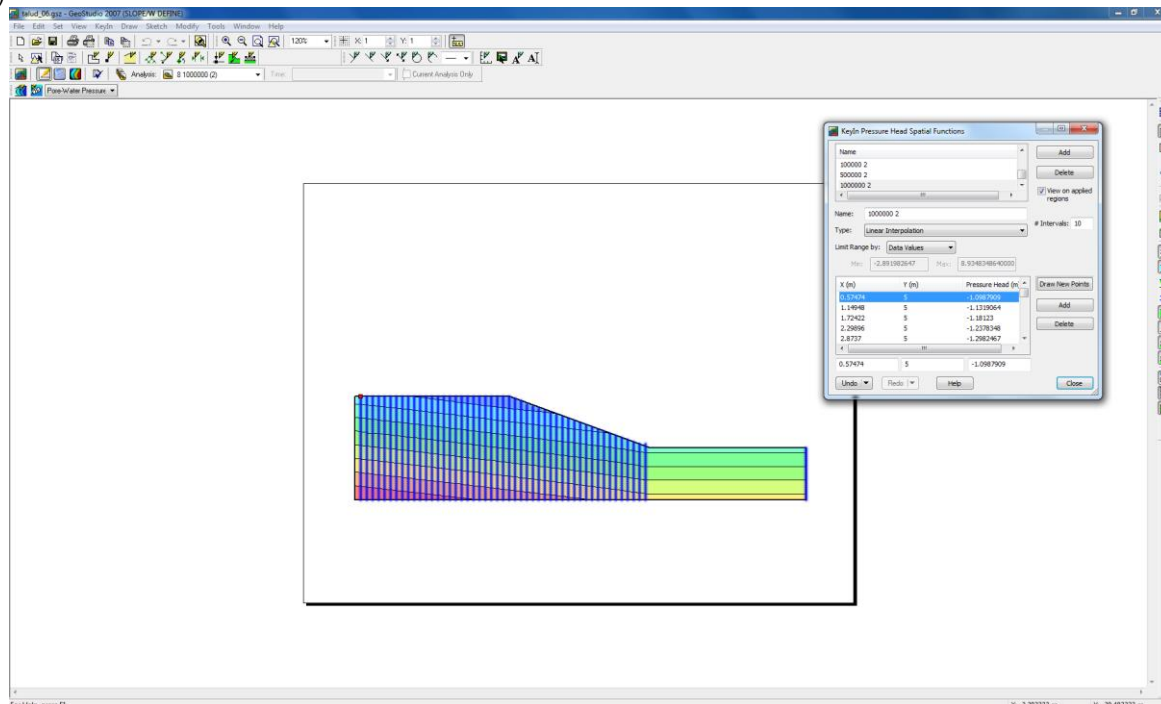 talud_06.gsz - GeoStudio 2007 (SLOPE/W DEFINE)
File Edit Set View KeyIn Draw Sketch Modify Tools Window Help
120% X: 1 Y: 1
Analysis: 8 1000000 (2) Time: Current Analysis Only
Pore-Water Pressure
KeyIn Pressure Head Spatial Functions
Name
100000 2
500000 2
1000000 2
Add
Delete
View on applied regions
Name: 1000000 2
# Intervals: 10
Type: Linear Interpolation
Limit Range by: Data Values
Min: -2.891982647 Max: 8.9348348640000
X (m) Y (m) Pressure Head (m
0.57474 5 -1.0987909
1.14948 5 -1.1319064
1.72422 5 -1.18123
2.29896 5 -1.2378348
2.8737 5 -1.2982467
Draw New Points
Add
Delete
0.57474 5 -1.0987909
Undo Redo Help Close